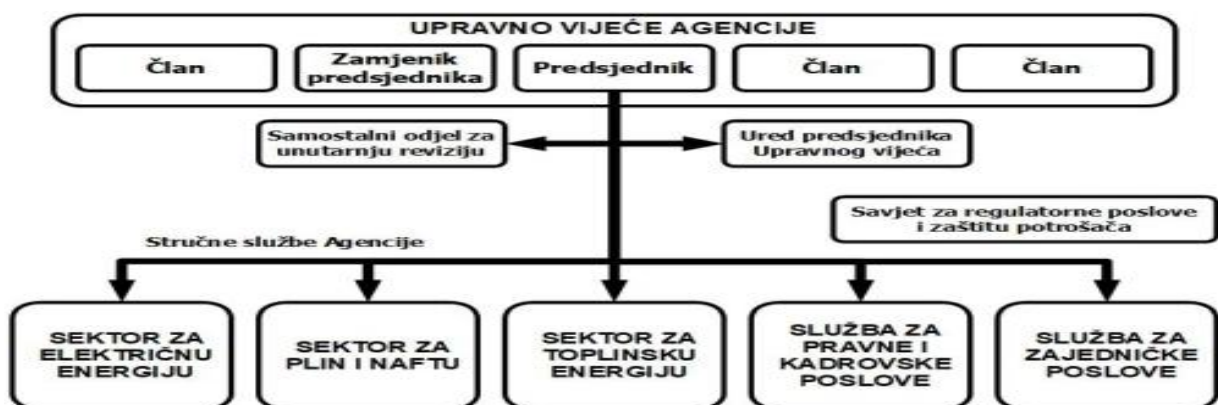 UPRAVNO VIJEĆE AGENCIJE
Član
Zamjenik
predsjednika
Predsjednik
Član
Član
Samostalni odjel za
unutarnju reviziju
Ured predsjednika
Upravnog vijeća
Savjet za regulatorne poslove
i zaštitu potrošača
Stručne službe Agencije
SEKTOR ZA
ELEKTRIČNU
ENERGIJU
SEKTOR ZA
PLIN I NAFTU
SEKTOR ZA
TOPLINSKU
ENERGIJU
SLUŽBA ZA
PRAVNE I
KADROVSKE
POSLOVE
SLUŽBA ZA
ZAJEDNIČKE
POSLOVE